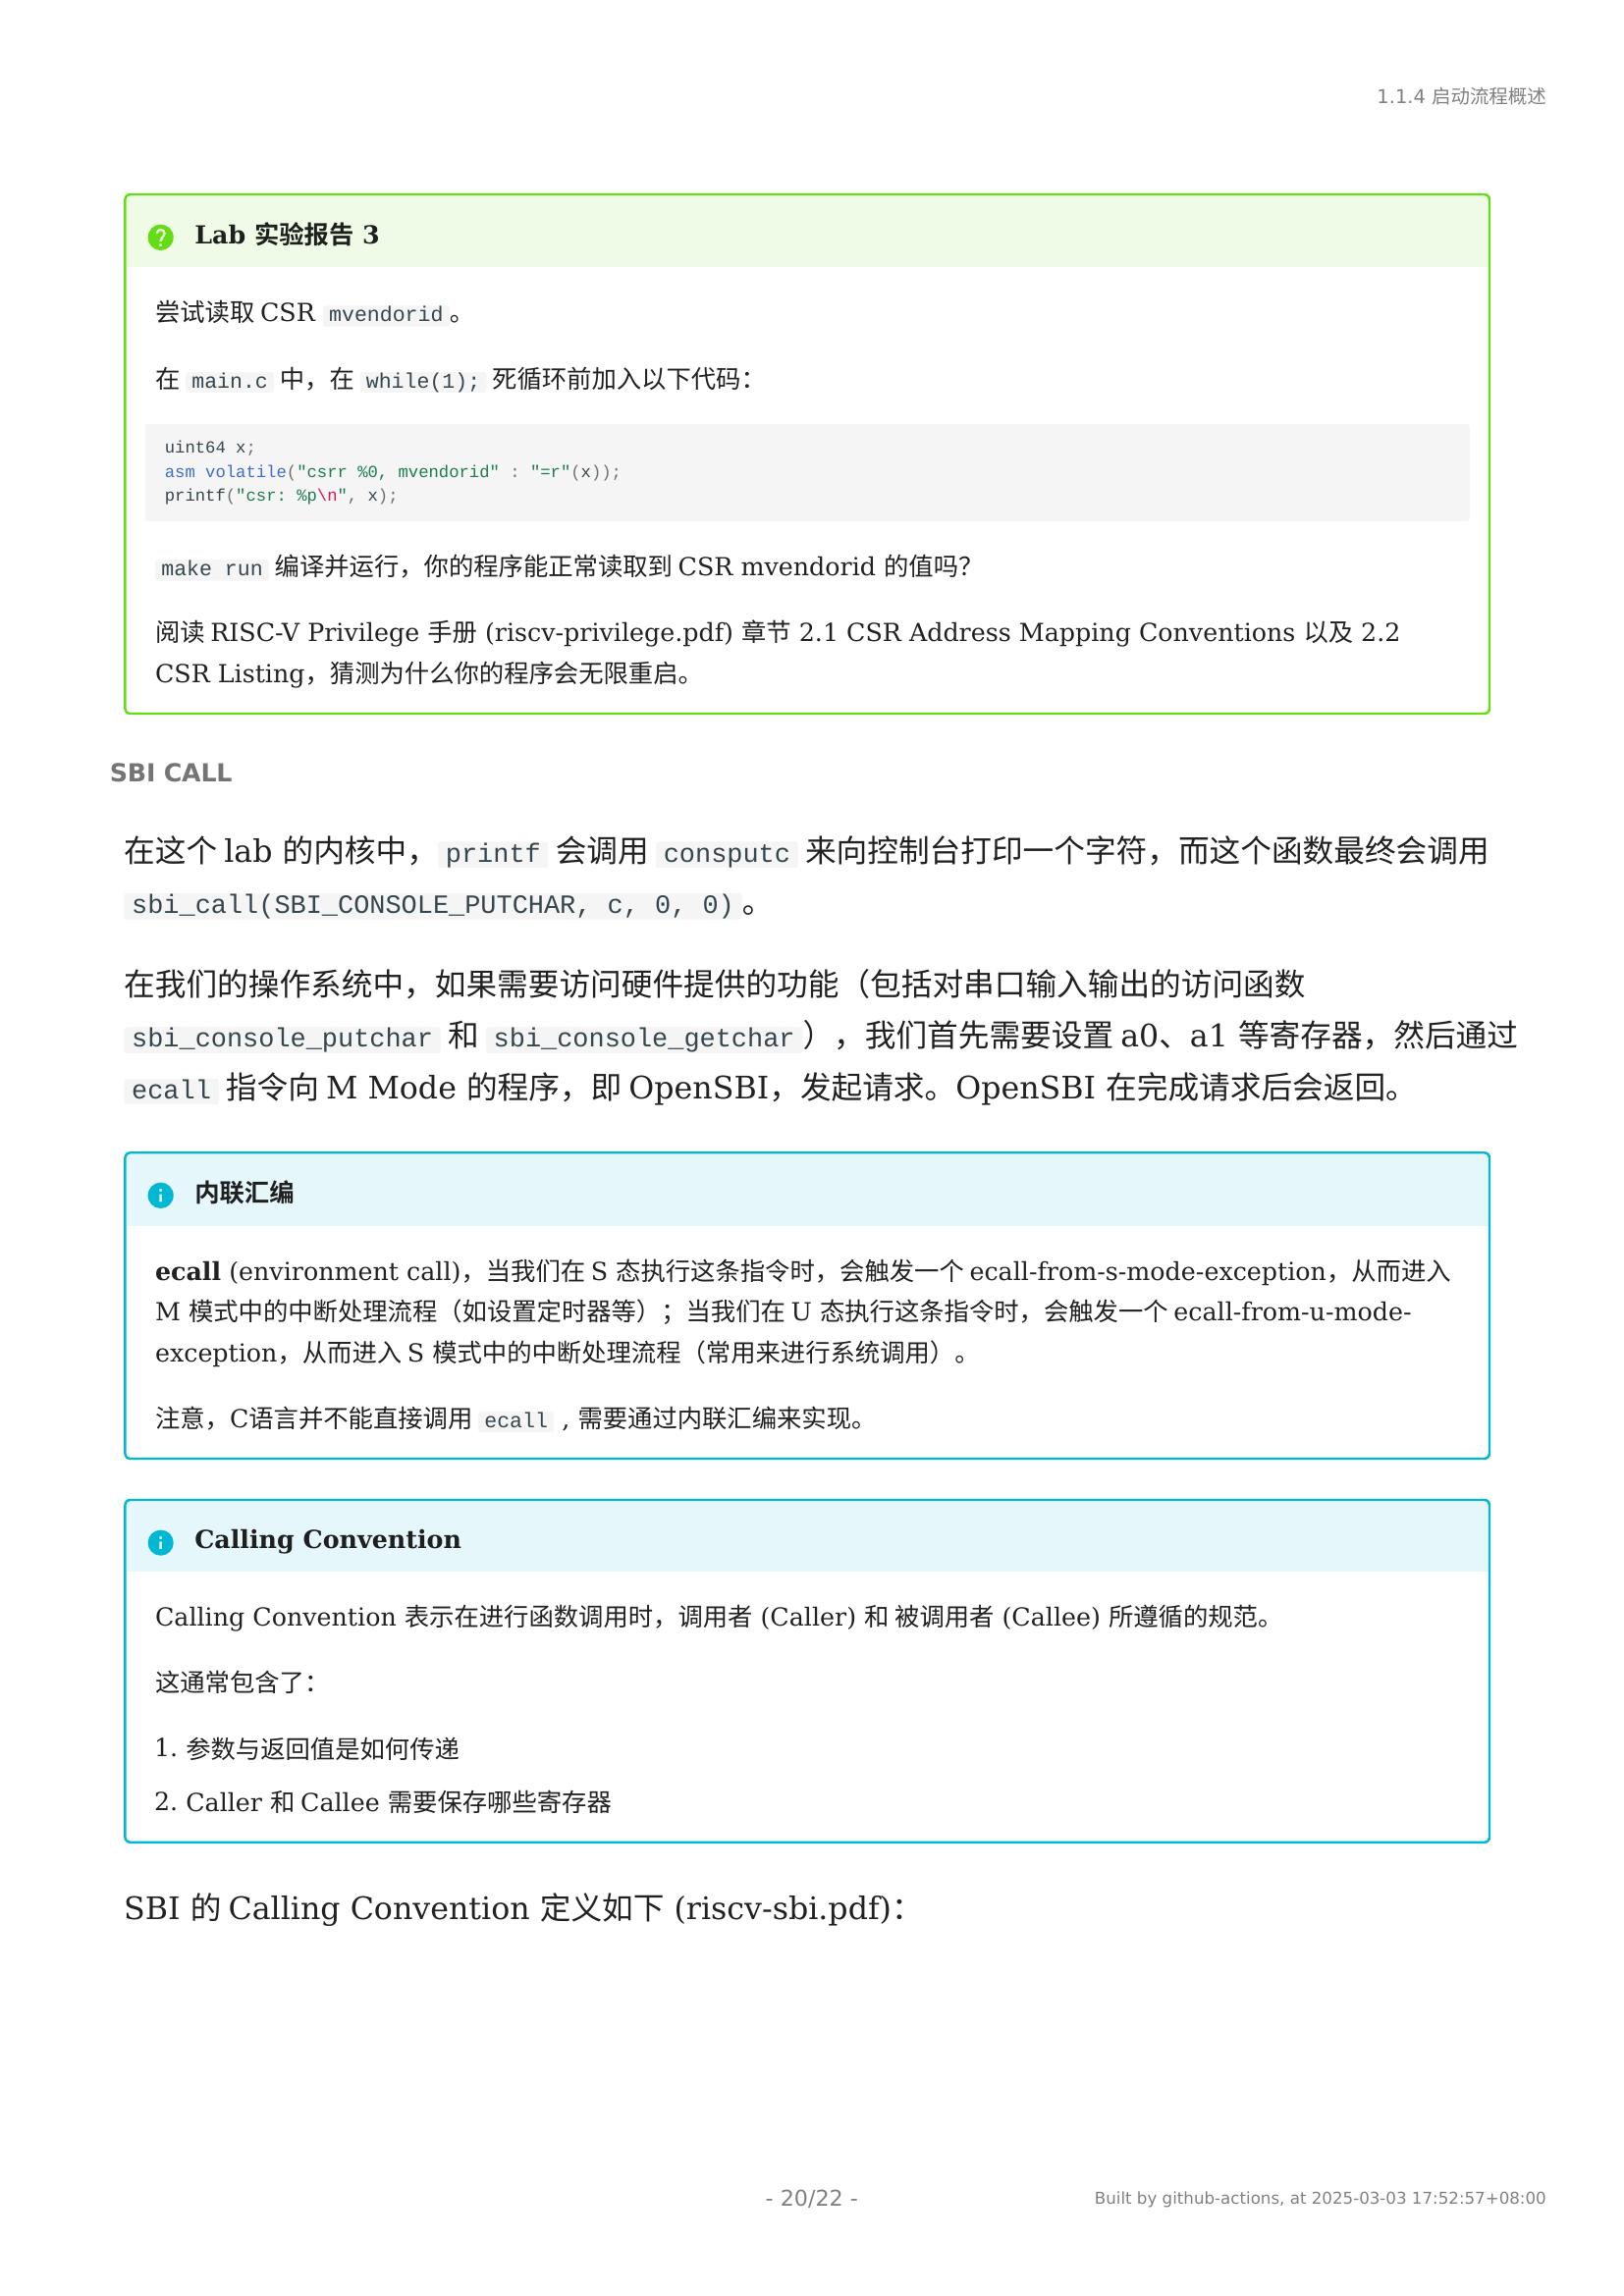 1.1.4 启动流程概述
Lab 实验报告 3
尝试读取 CSR mvendorid。
在 main.c 中，在 while(1); 死循环前加入以下代码：
uint64 x;
asm volatile("csrr %0, mvendorid" : "=r"(x));
printf("csr: %p\n", x);
make run 编译并运行，你的程序能正常读取到 CSR mvendorid 的值吗？
阅读 RISC-V Privilege 手册 (riscv-privilege.pdf) 章节 2.1 CSR Address Mapping Conventions 以及 2.2
CSR Listing，猜测为什么你的程序会无限重启。
SBI CALL
在这个 lab 的内核中，printf 会调用 consputc 来向控制台打印一个字符，而这个函数最终会调用
sbi_call(SBI_CONSOLE_PUTCHAR, c, 0, 0)。
在我们的操作系统中，如果需要访问硬件提供的功能（包括对串口输入输出的访问函数
sbi_console_putchar 和 sbi_console_getchar），我们首先需要设置 a0、a1 等寄存器，然后通过
ecall 指令向 M Mode 的程序，即 OpenSBI，发起请求。OpenSBI 在完成请求后会返回。
内联汇编
ecall (environment call)，当我们在 S 态执行这条指令时，会触发一个 ecall-from-s-mode-exception，从而进入
M 模式中的中断处理流程（如设置定时器等）；当我们在 U 态执行这条指令时，会触发一个 ecall-from-u-mode-
exception，从而进入 S 模式中的中断处理流程（常用来进行系统调用）。
注意，C语言并不能直接调用 ecall , 需要通过内联汇编来实现。
Calling Convention
Calling Convention 表示在进行函数调用时，调用者 (Caller) 和 被调用者 (Callee) 所遵循的规范。
这通常包含了：
1. 参数与返回值是如何传递
2. Caller 和 Callee 需要保存哪些寄存器
SBI 的 Calling Convention 定义如下 (riscv-sbi.pdf)：
- 20/22 -
Built by github-actions, at 2025-03-03 17:52:57+08:00